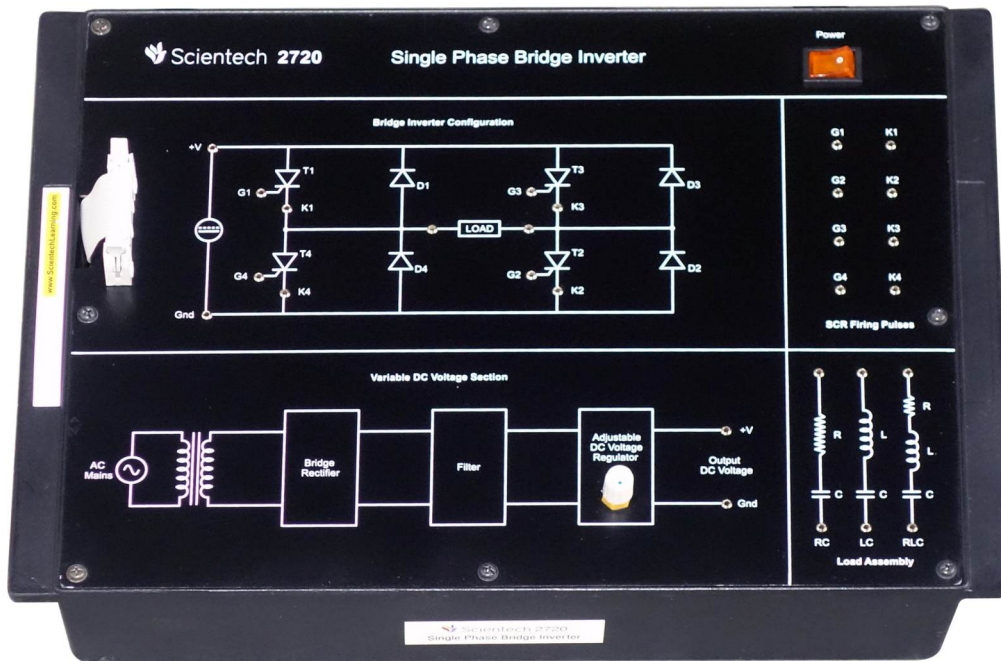 Scientech 2720 Single Phase Bridge Inverter
Power
Bridge Inverter Configuration
+V
T1
D1
T3
D3
G1
K1
G3
K3
LOAD
T4
D4
T2
D2
G4
K4
G2
K2
Gnd
G1 K1
G2 K2
G3 K3
G4 K4
SCR Firing Pulses
www.ScientechLearning.com
Variable DC Voltage Section
AC
Mains
Bridge
Rectifier
Filter
Adjustable
DC Voltage
Regulator
+V
Output
DC Voltage
Gnd
R
L
R
L
C
C
C
RC
LC
RLC
Load Assembly
Scientech 2720
Single Phase Bridge Inverter